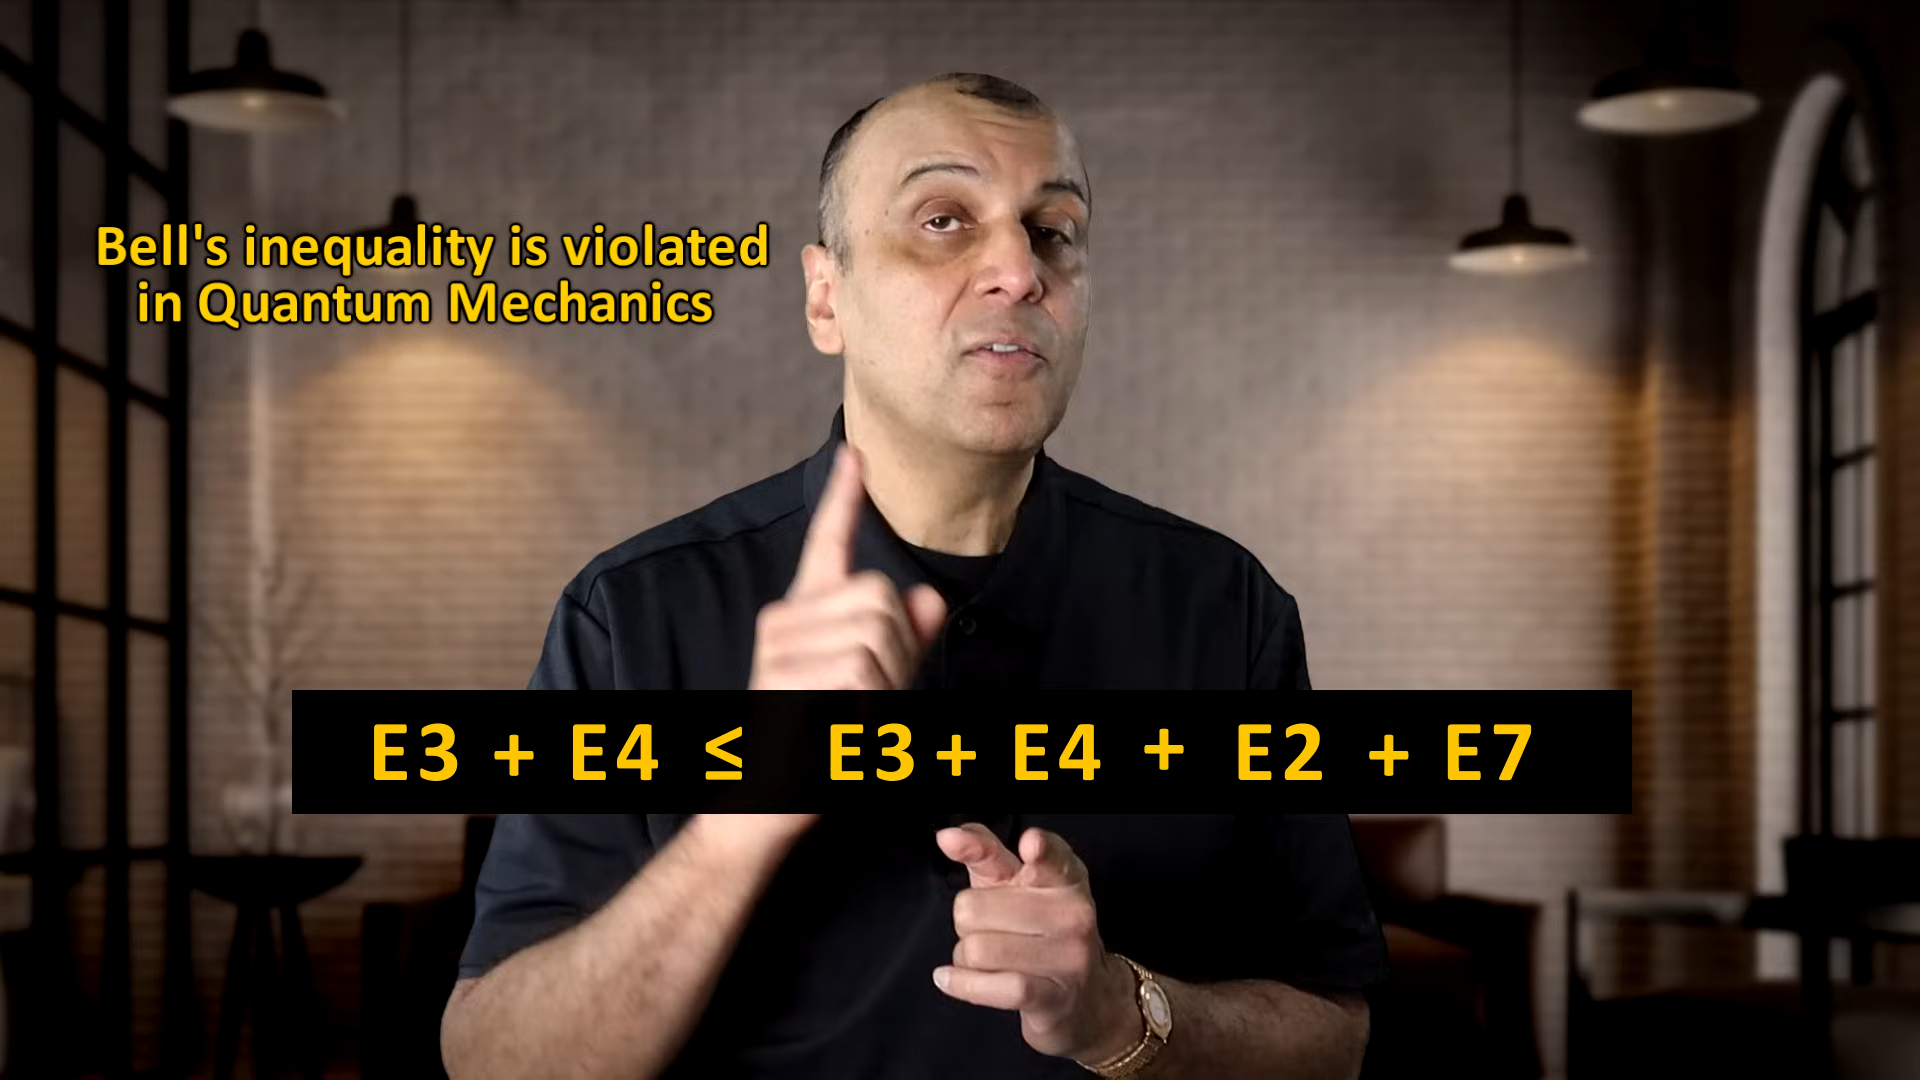 Bell's inequality is violated
in Quantum Mechanics
E3 + E4 ≤ E3 + E4 + E2 + E7